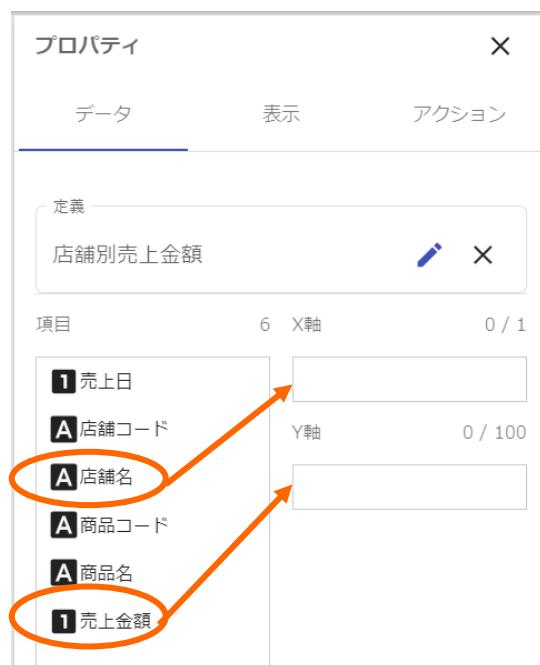 プロパティ
データ 表示 アクション
定義
店舗別売上金額
項目 6 X軸 0 / 1
1 売上日
A 店舗コード
Y軸 0 / 100
A 店舗名
A 商品コード
A 商品名
1 売上金額